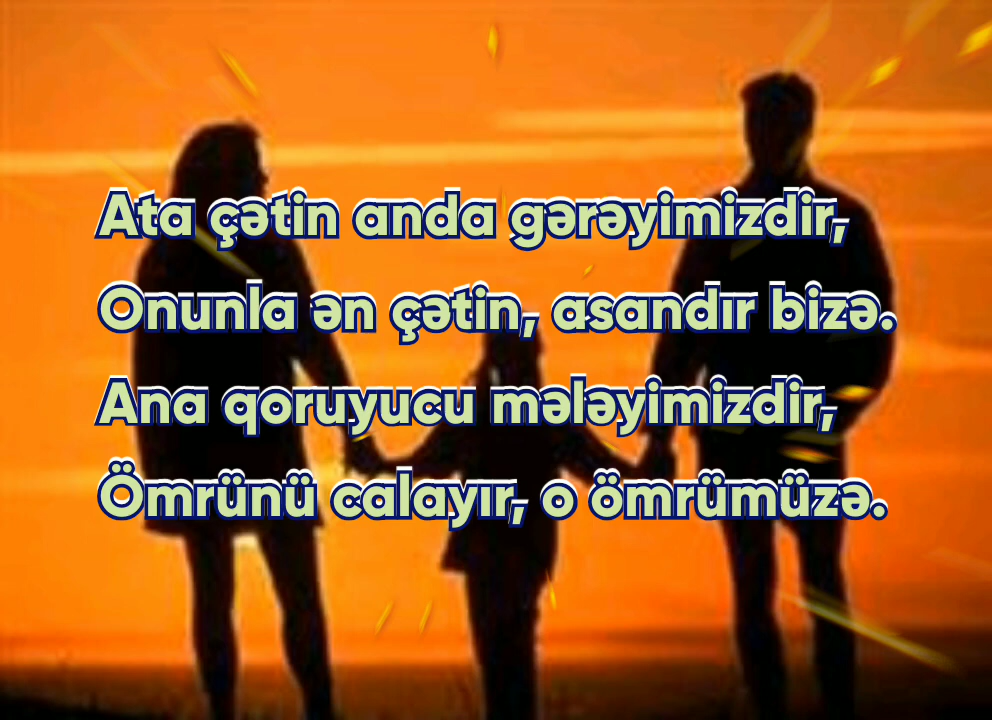 Ata çətin anda gərəyimizdir,
Onunla ən çətin, asandır bizə.
Ana qoruyucu mələyimizdir,
Ömrünü calayır, o ömrümüzə.